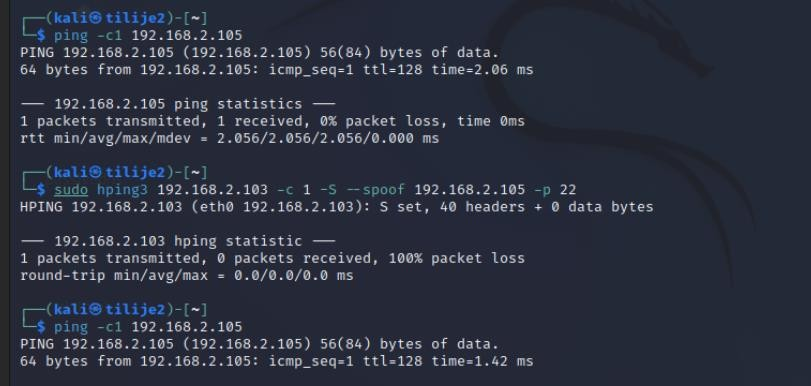 ┌──(kali㉿tilije2)-[~]
└─$ ping -c1 192.168.2.105
PING 192.168.2.105 (192.168.2.105) 56(84) bytes of data.
64 bytes from 192.168.2.105: icmp_seq=1 ttl=128 time=2.06 ms
--- 192.168.2.105 ping statistics ---
1 packets transmitted, 1 received, 0% packet loss, time 0ms
rtt min/avg/max/mdev = 2.056/2.056/2.056/0.000 ms
┌──(kali㉿tilije2)-[~]
└─$ sudo hping3 192.168.2.103 -c 1 -S --spoof 192.168.2.105 -p 22
HPING 192.168.2.103 (eth0 192.168.2.103): S set, 40 headers + 0 data bytes
--- 192.168.2.103 hping statistic ---
1 packets transmitted, 0 packets received, 100% packet loss
round-trip min/avg/max = 0.0/0.0/0.0 ms
┌──(kali㉿tilije2)-[~]
└─$ ping -c1 192.168.2.105
PING 192.168.2.105 (192.168.2.105) 56(84) bytes of data.
64 bytes from 192.168.2.105: icmp_seq=1 ttl=128 time=1.42 ms